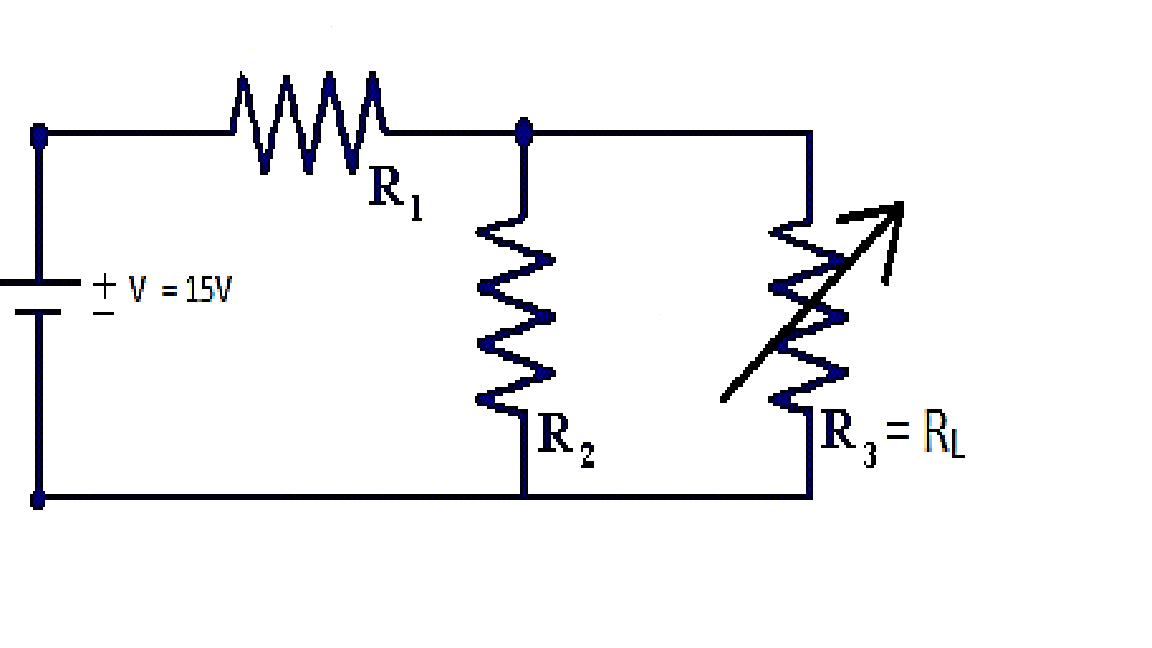 R1
+ V = 15V
−
R2
R3 = RL